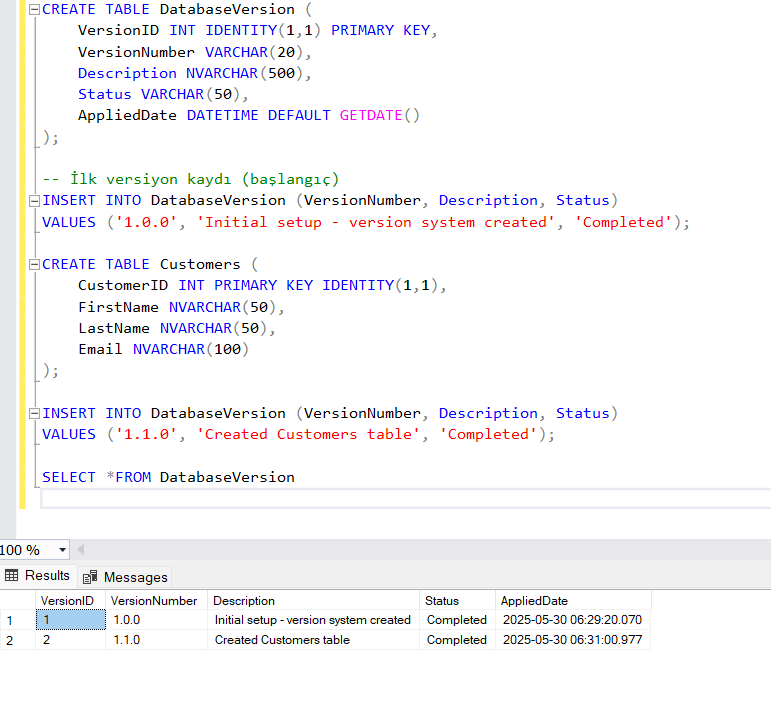 CREATE TABLE DatabaseVersion (
VersionID INT IDENTITY(1,1) PRIMARY KEY,
VersionNumber VARCHAR(20),
Description NVARCHAR(500),
Status VARCHAR(50),
AppliedDate DATETIME DEFAULT GETDATE()
);
-- İlk versiyon kaydı (başlangıç)
INSERT INTO DatabaseVersion (VersionNumber, Description, Status)
VALUES ('1.0.0', 'Initial setup - version system created', 'Completed');
CREATE TABLE Customers (
CustomerID INT PRIMARY KEY IDENTITY(1,1),
FirstName NVARCHAR(50),
LastName NVARCHAR(50),
Email NVARCHAR(100)
);
INSERT INTO DatabaseVersion (VersionNumber, Description, Status)
VALUES ('1.1.0', 'Created Customers table', 'Completed');
SELECT *FROM DatabaseVersion
100 %
Results Messages
VersionID VersionNumber Description Status AppliedDate
1 1 1.0.0 Initial setup - version system created Completed 2025-05-30 06:29:20.070
2 2 1.1.0 Created Customers table Completed 2025-05-30 06:31:00.977